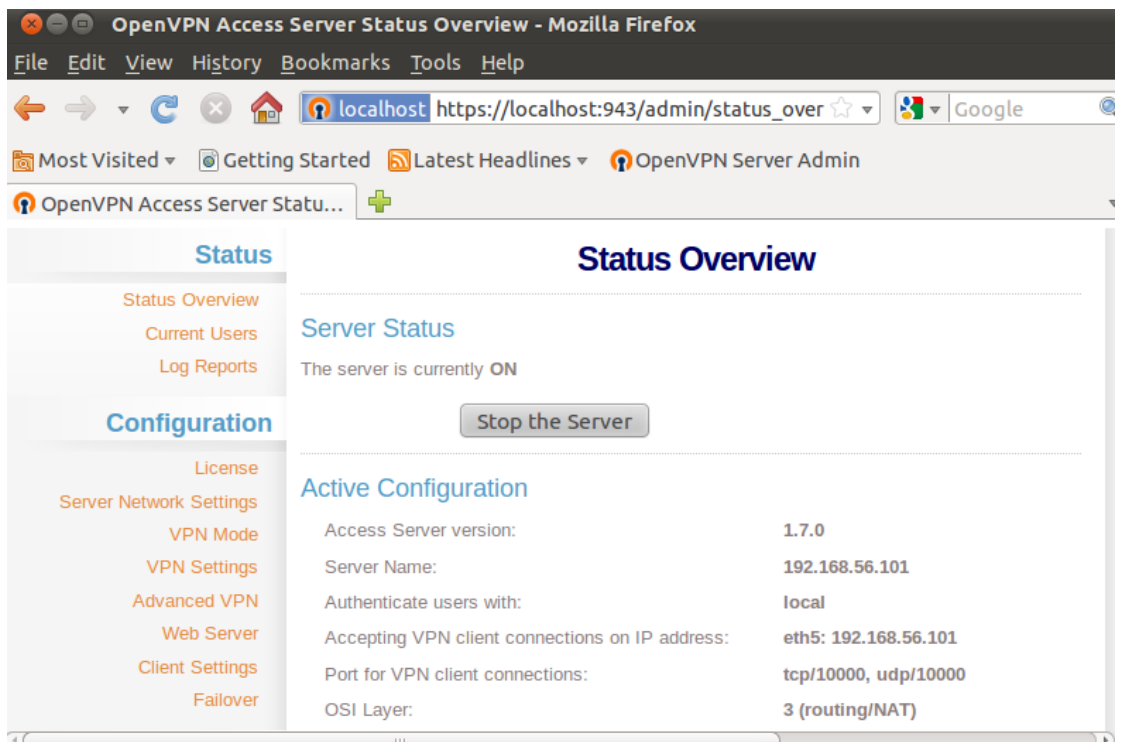 OpenVPN Access Server Status Overview - Mozilla Firefox
File Edit View History Bookmarks Tools Help
localhost https://localhost:943/admin/status_over Google
Most Visited Getting Started Latest Headlines OpenVPN Server Admin
OpenVPN Access Server Statu...
Status
Status Overview
Current Users
Log Reports
Configuration
License
Server Network Settings
VPN Mode
VPN Settings
Advanced VPN
Web Server
Client Settings
Failover
Status Overview
Server Status
The server is currently ON
Stop the Server
Active Configuration
Access Server version: 1.7.0
Server Name: 192.168.56.101
Authenticate users with: local
Accepting VPN client connections on IP address: eth5: 192.168.56.101
Port for VPN client connections: tcp/10000, udp/10000
OSI Layer: 3 (routing/NAT)